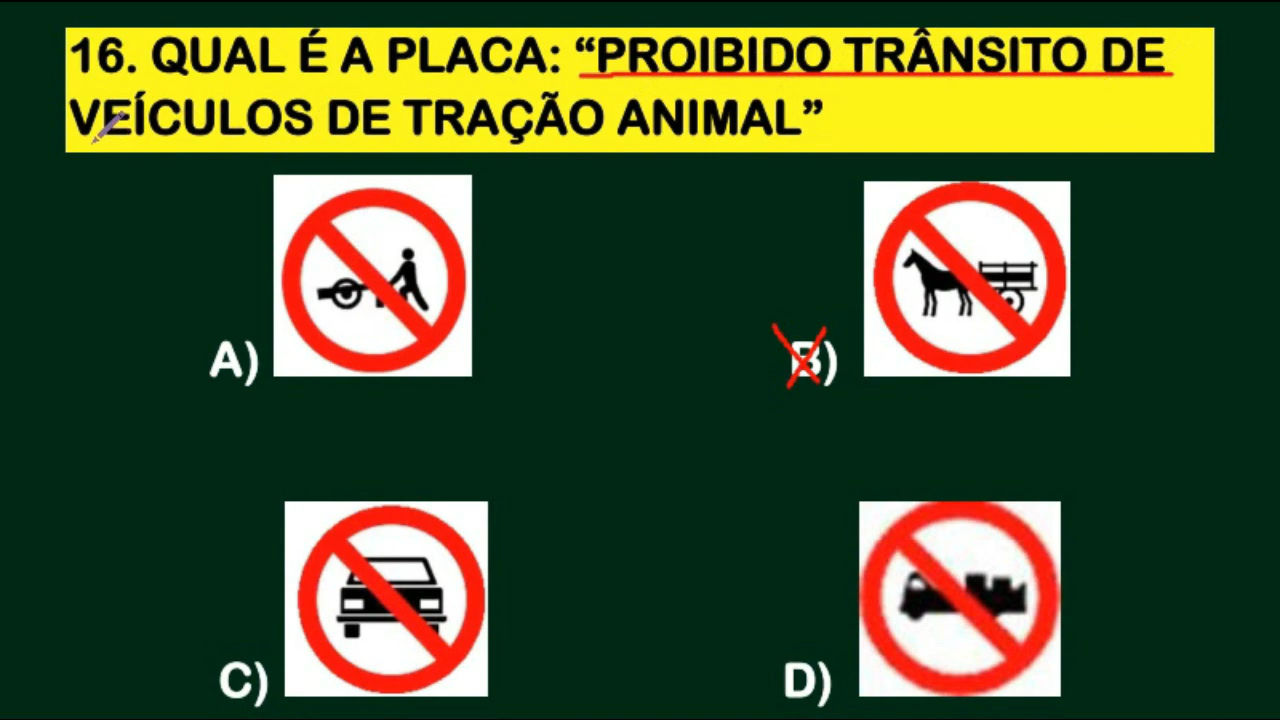 16. QUAL É A PLACA: “PROIBIDO TRÂNSITO DE
VEÍCULOS DE TRAÇÃO ANIMAL”
A)
B)
C)
D)